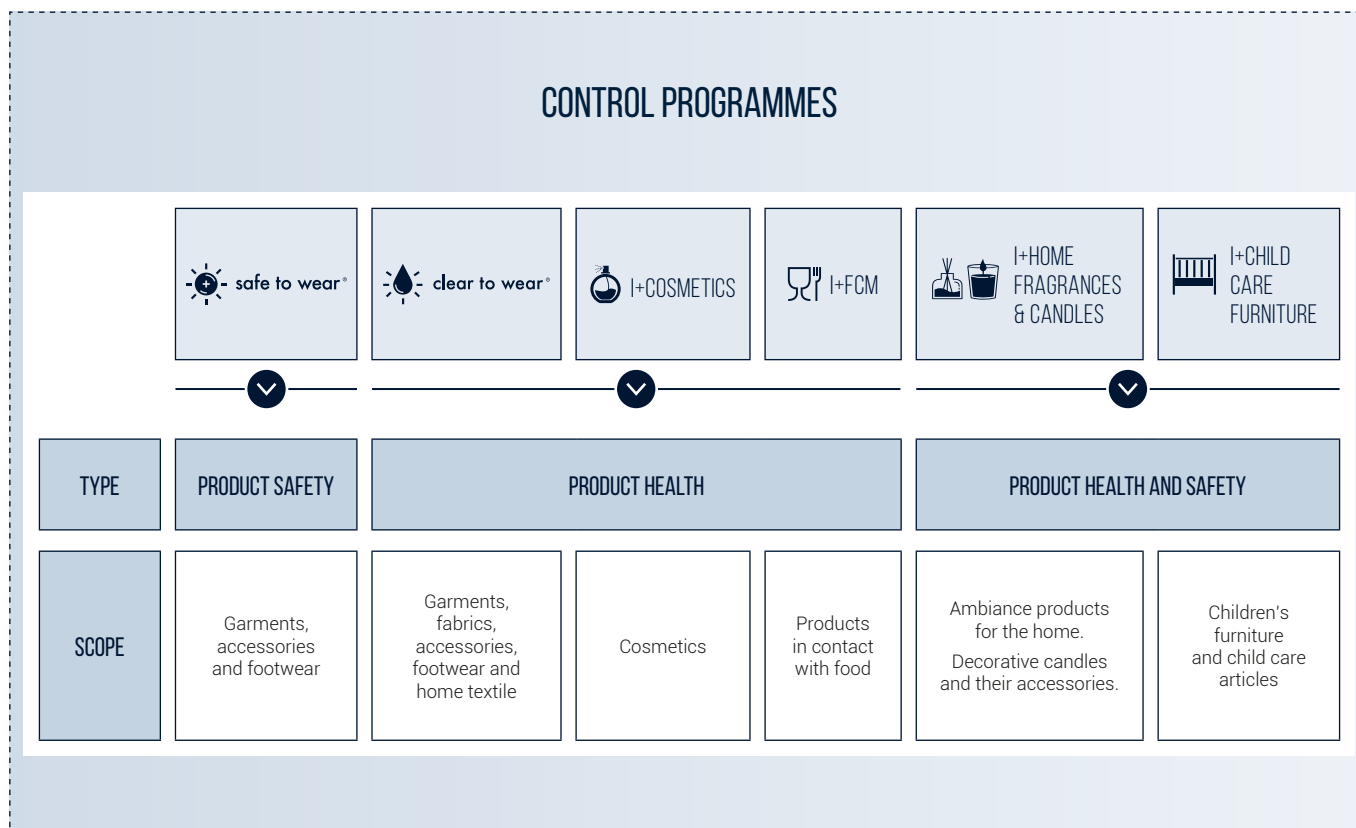 CONTROL PROGRAMMES
safe to wear®
clear to wear®
I+COSMETICS
I+FCM
I+HOME
FRAGRANCES
& CANDLES
I+CHILD
CARE
FURNITURE
TYPE
PRODUCT SAFETY
PRODUCT HEALTH
PRODUCT HEALTH AND SAFETY
SCOPE
Garments,
accessories
and footwear
Garments,
fabrics,
accessories,
footwear and
home textile
Cosmetics
Products
in contact
with food
Ambiance products
for the home.
Decorative candles
and their accessories.
Children's
furniture
and child care
articles